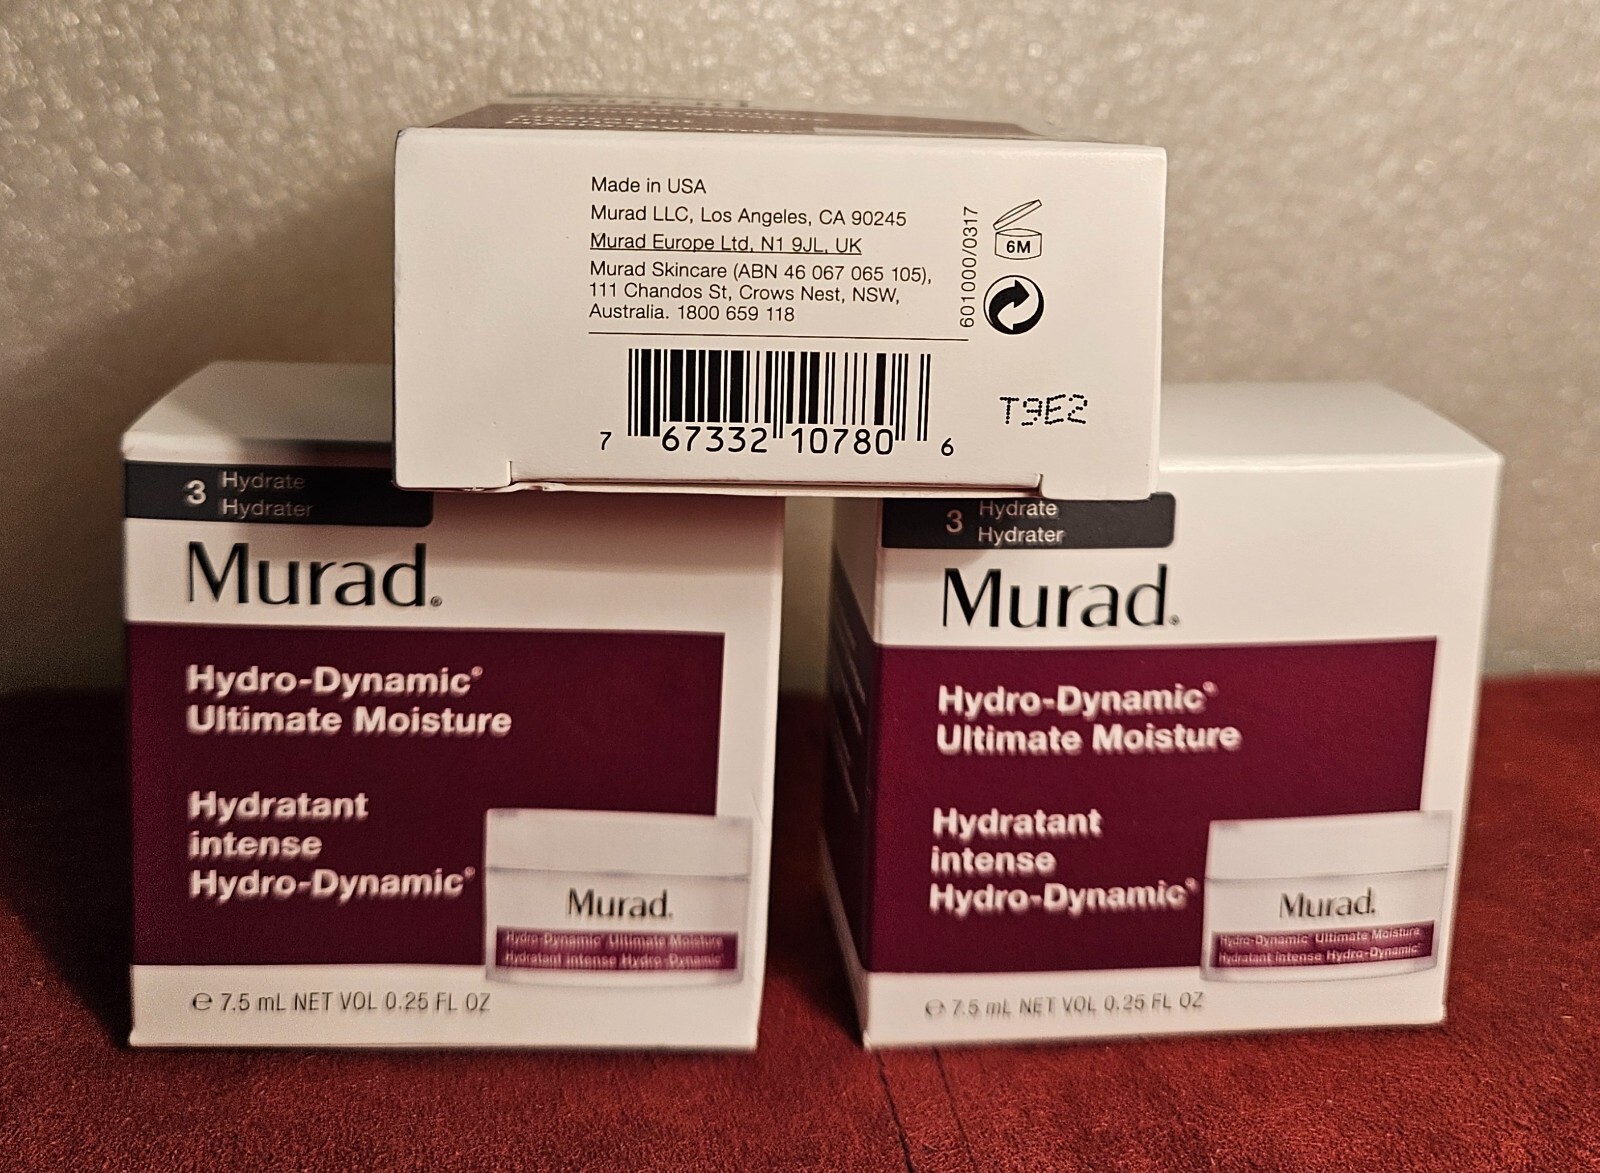 Made in USA
Murad LLC, Los Angeles, CA 90245
Murad Europe Ltd, N1 9JL, UK
Murad Skincare (ABN 46 067 065 105),
111 Chandos St, Crows Nest, NSW,
Australia. 1800 659 118
601000/0317
6M
7 67332 10780 6
T9E2
3 Hydrate
Hydrater
Murad®
Hydro-Dynamic®
Ultimate Moisture
Hydratant
intense
Hydro-Dynamic®
Murad.
Hydro-Dynamic® Ultimate Moisture
Hydratant intense Hydro-Dynamic®
℮ 7.5 mL NET VOL 0.25 FL OZ
3 Hydrate
Hydrater
Murad®
Hydro-Dynamic®
Ultimate Moisture
Hydratant
intense
Hydro-Dynamic®
Murad.
Hydro-Dynamic® Ultimate Moisture
Hydratant intense Hydro-Dynamic®
℮ 7.5 mL NET VOL 0.25 FL OZ